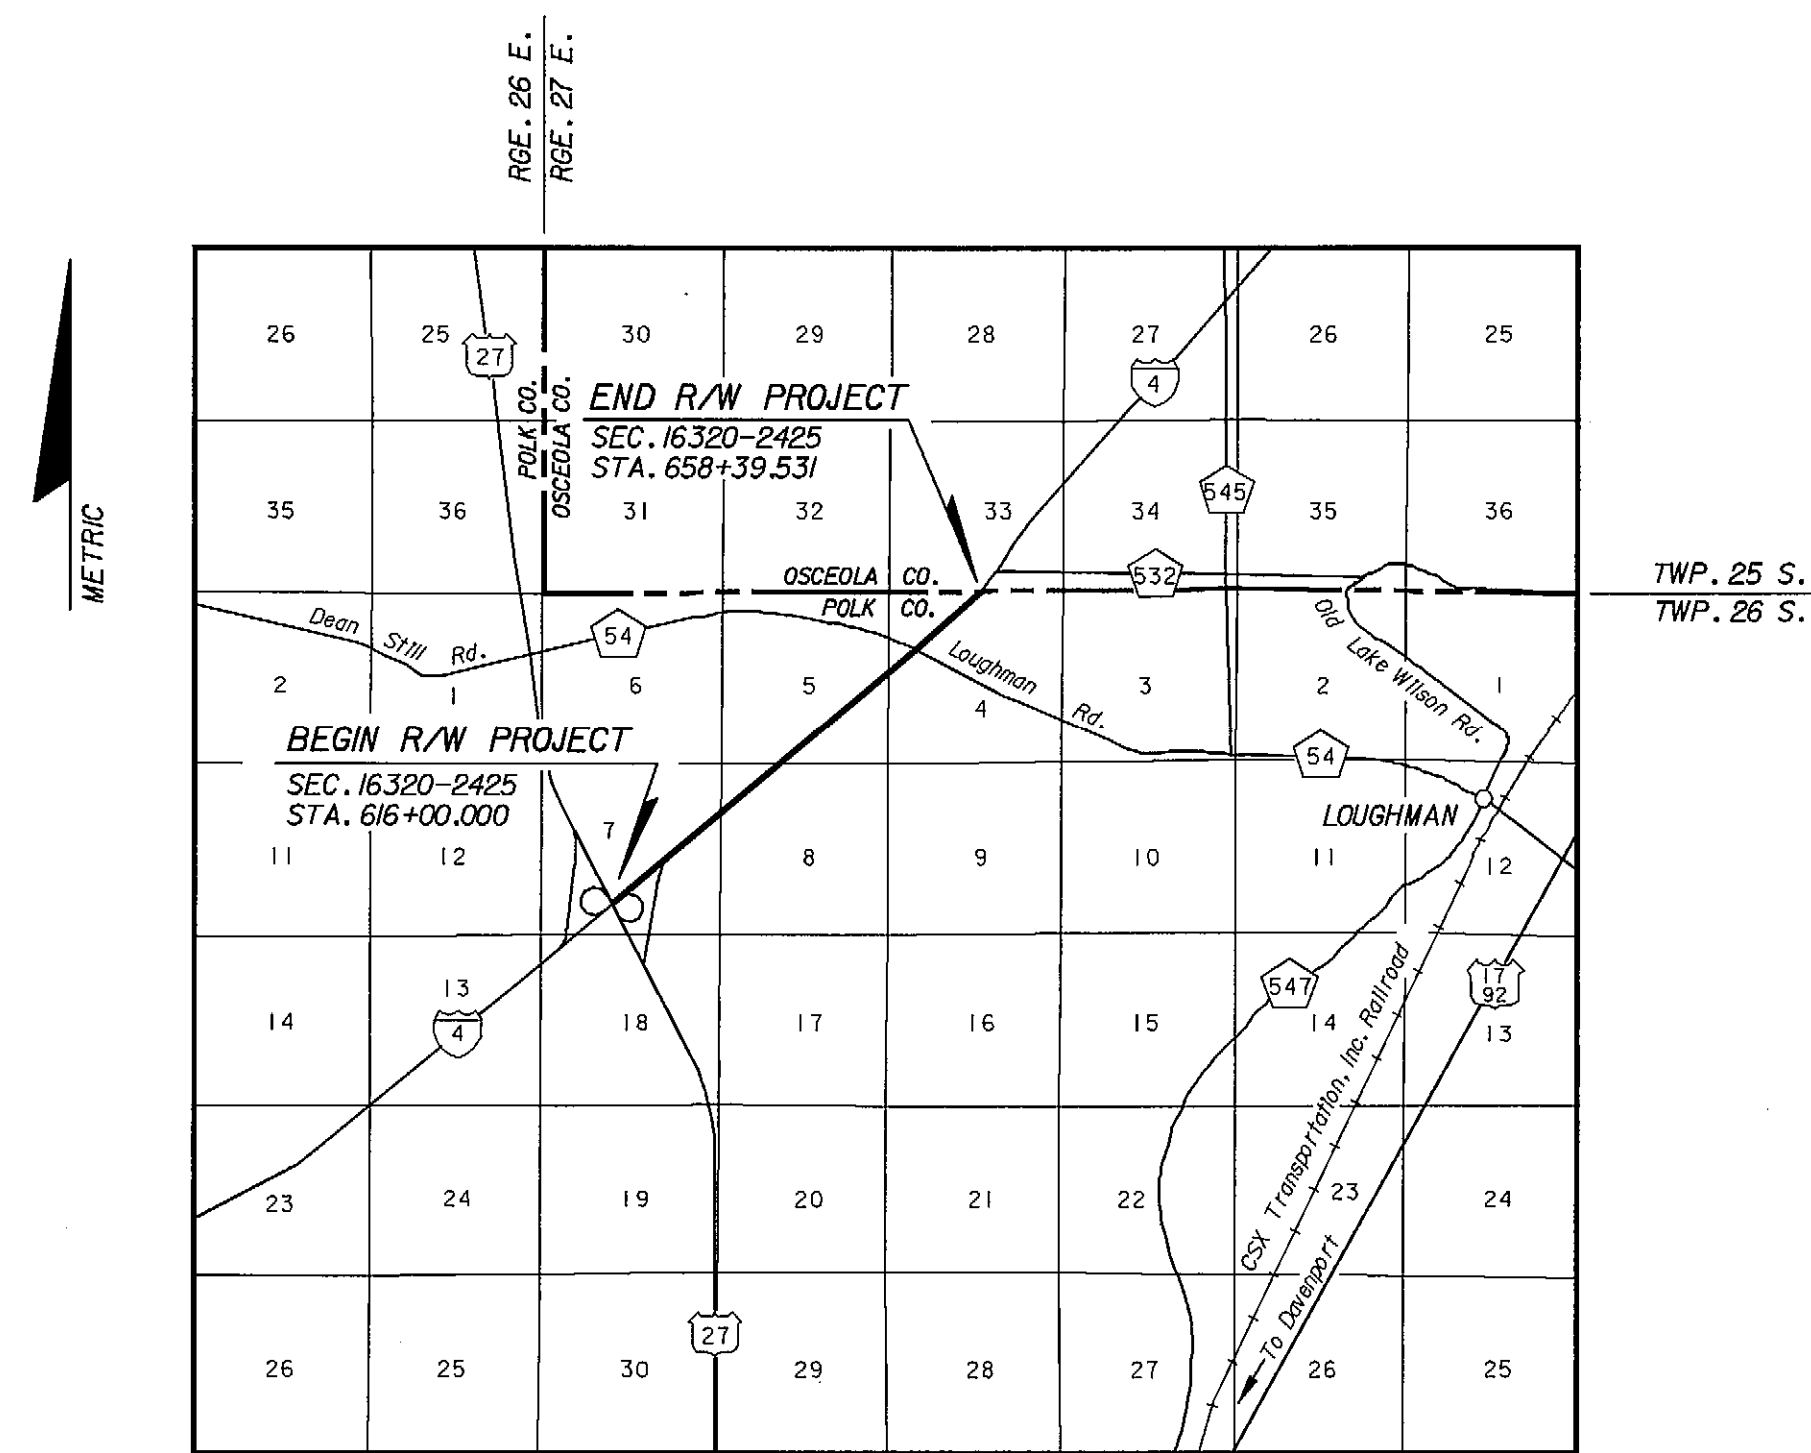 RGE. 26 E.
RGE. 27 E.
METRIC
26 25 30 29 28 27 26 25
27
4
POLK CO.
OSCEOLA CO.
END R/W PROJECT
SEC. 16320-2425
STA. 658+39.531
545
35 36 31 32 33 34 35 36
OSCEOLA CO.
POLK CO.
532
TWP. 25 S.
TWP. 26 S.
Dean Still Rd.
54
Loughman Rd.
Old Lake Wilson Rd.
2 1 6 5 4 3 2 1
BEGIN R/W PROJECT
SEC. 16320-2425
STA. 616+00.000
54
LOUGHMAN
11 12 7 8 9 10 11 12
13
4
547
17
92
14 18 17 16 15 14 13
CSX Transportation, Inc. Railroad
23 24 19 20 21 22 23 24
To Davenport
27
26 25 30 29 28 27 26 25